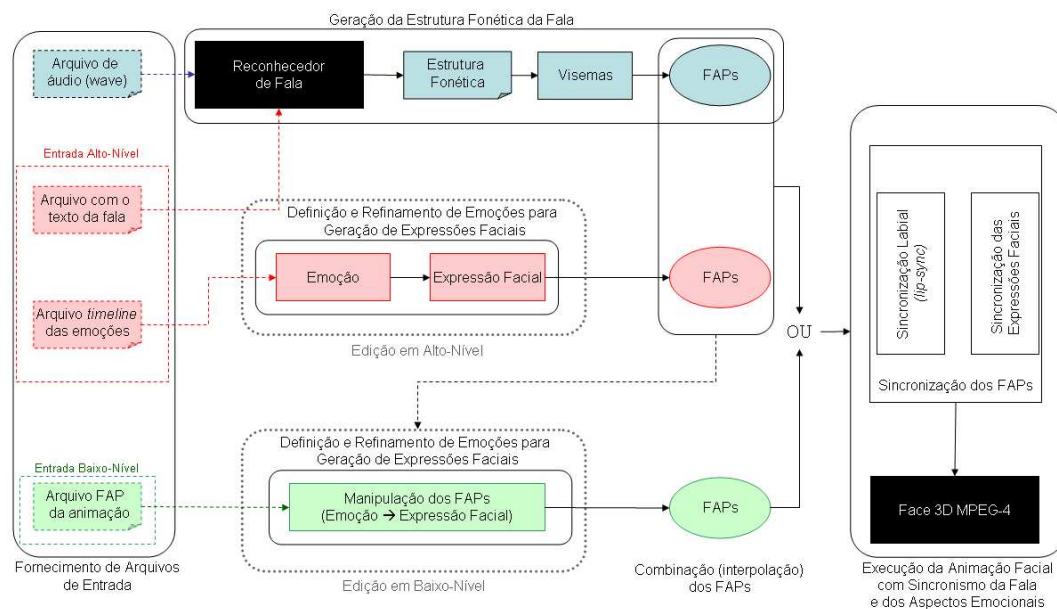 Geração da Estrutura Fonética da Fala
Arquivo de
áudio (wave)
Reconhecedor
de Fala
Estrutura
Fonética
Visemas
FAPs
Entrada Alto-Nível
Arquivo com o
texto da fala
Arquivo timeline
das emoções
Definição e Refinamento de Emoções para
Geração de Expressões Faciais
Emoção
Expressão Facial
FAPs
Edição em Alto-Nível
OU
Sincronização Labial
(lip-sync)
Sincronização das
Expressões Faciais
Sincronização dos FAPs
Entrada Baixo-Nível
Arquivo FAP
da animação
Definição e Refinamento de Emoções para
Geração de Expressões Faciais
Manipulação dos FAPs
(Emoção → Expressão Facial)
FAPs
Face 3D MPEG-4
Fornecimento de Arquivos
de Entrada
Edição em Baixo-Nível
Combinação (interpolação)
dos FAPs
Execução da Animação Facial
com Sincronismo da Fala
e dos Aspectos Emocionais